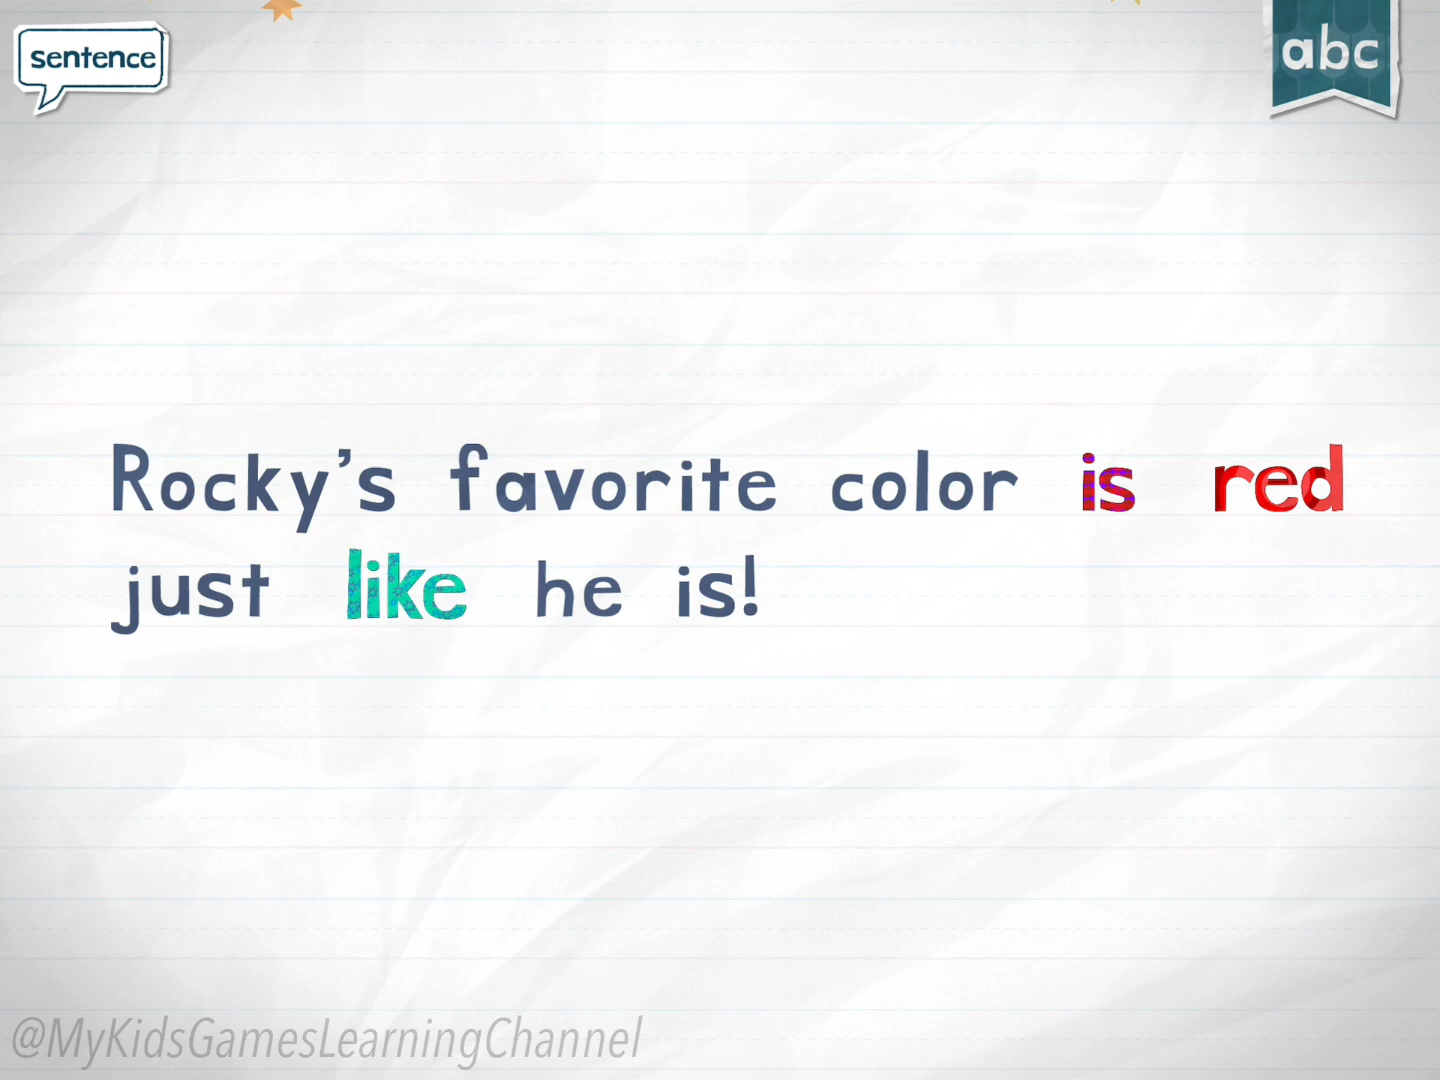 sentence
abc
Rocky's favorite color is red
just like he is!
@MyKidsGamesLearningChannel